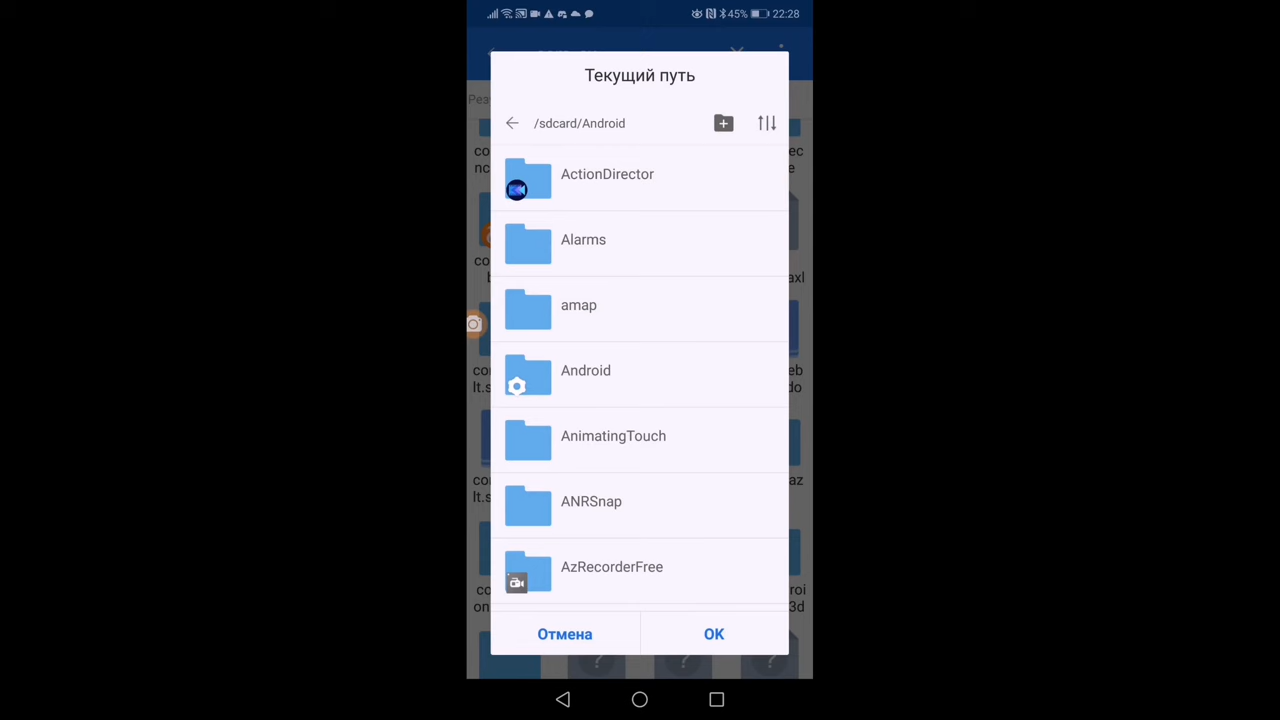 45% 22:28
Текущий путь
/sdcard/Android
ActionDirector
Alarms
amap
Android
AnimatingTouch
ANRSnap
AzRecorderFree
Отмена OK